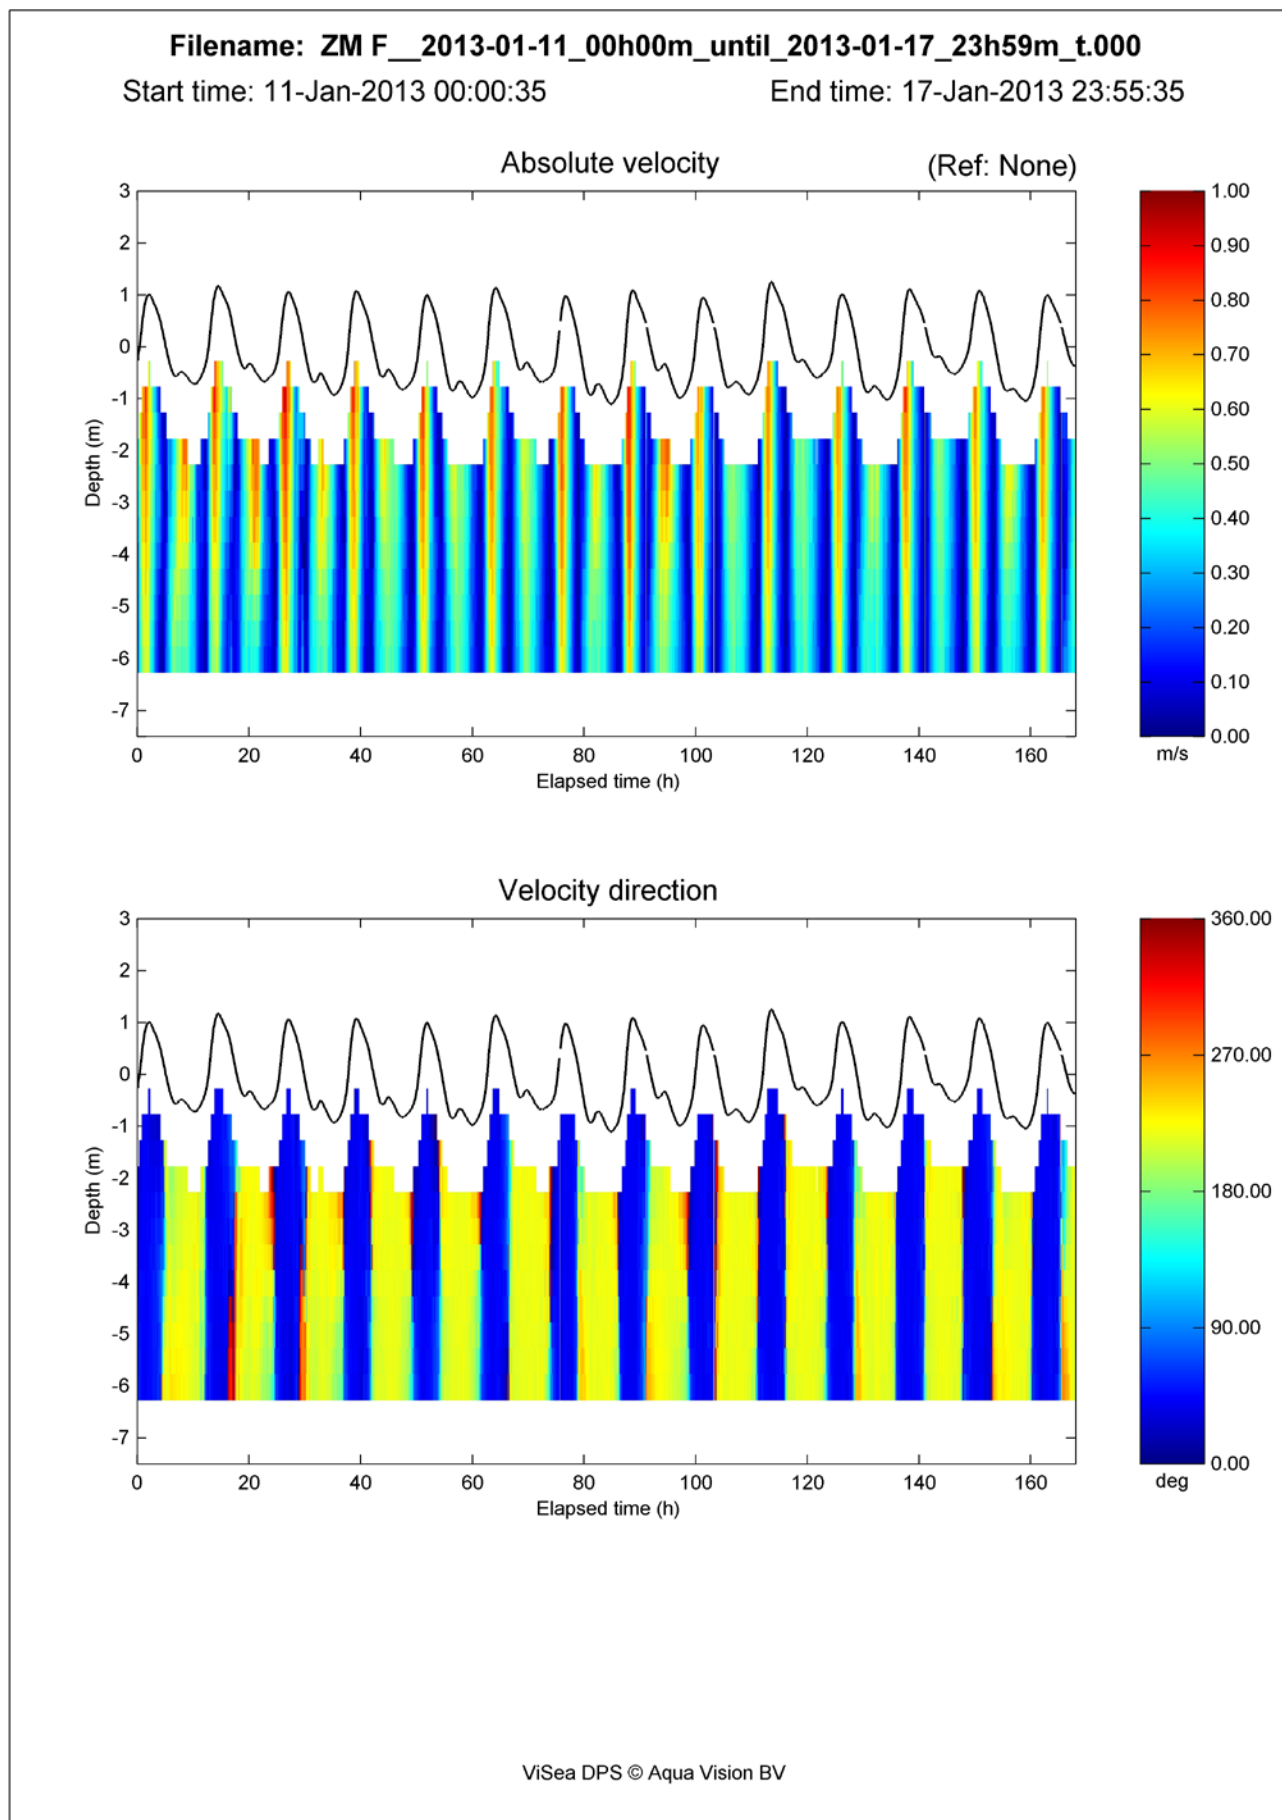 Filename: ZM F__2013-01-11_00h00m_until_2013-01-17_23h59m_t.000
Start time: 11-Jan-2013 00:00:35 End time: 17-Jan-2013 23:55:35
Absolute velocity (Ref: None)
3
2
1
0
-1
-2
-3
-4
-5
-6
-7
Depth (m)
0 20 40 60 80 100 120 140 160
Elapsed time (h)
1.00
0.90
0.80
0.70
0.60
0.50
0.40
0.30
0.20
0.10
0.00
m/s
Velocity direction
3
2
1
0
-1
-2
-3
-4
-5
-6
-7
Depth (m)
0 20 40 60 80 100 120 140 160
Elapsed time (h)
360.00
270.00
180.00
90.00
0.00
deg
ViSea DPS © Aqua Vision BV